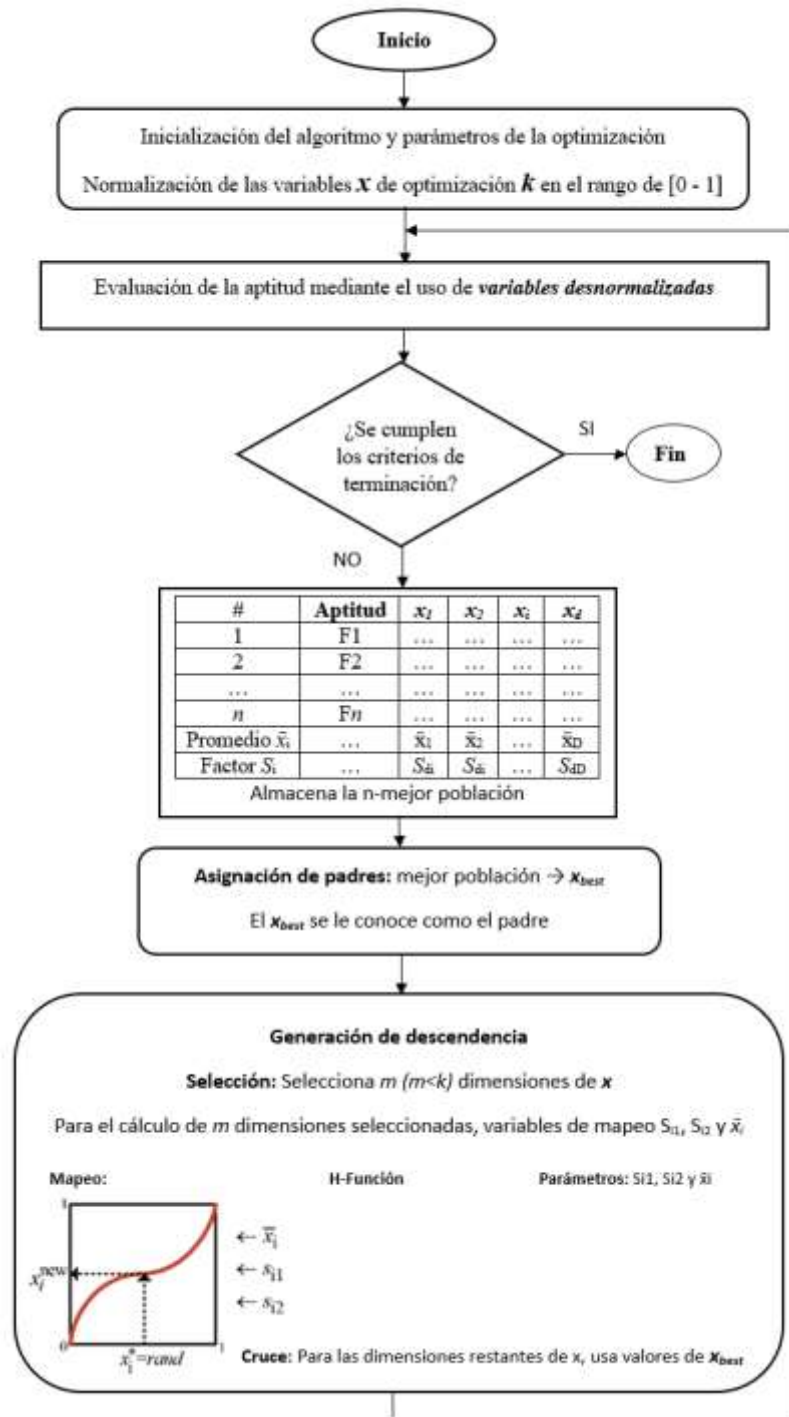 Inicio
Inicialización del algoritmo y parámetros de la optimización
Normalización de las variables x de optimización k en el rango de [0 - 1]
Evaluación de la aptitud mediante el uso de variables desnormalizadas
¿Se cumplen
los criterios de
terminación?
SI
Fin
NO
# Aptitud x1 x2 xi xd
1 F1 ... ... ... ...
2 F2 ... ... ... ...
... ... ... ... ... ...
n Fn ... ... ... ...
Promedio x̄i ... x̄1 x̄2 ... x̄D
Factor Si ... Sdi Sdi ... SdD
Almacena la n-mejor población
Asignación de padres: mejor población → xbest
El xbest se le conoce como el padre
Generación de descendencia
Selección: Selecciona m (m<k) dimensiones de x
Para el cálculo de m dimensiones seleccionadas, variables de mapeo Si1, Si2 y x̄i
Mapeo: H-Función Parámetros: Si1, Si2 y x̄i
1
← x̄i
xi new ← si1
← si2
0 1
xi*=rand
Cruce: Para las dimensiones restantes de x, usa valores de xbest